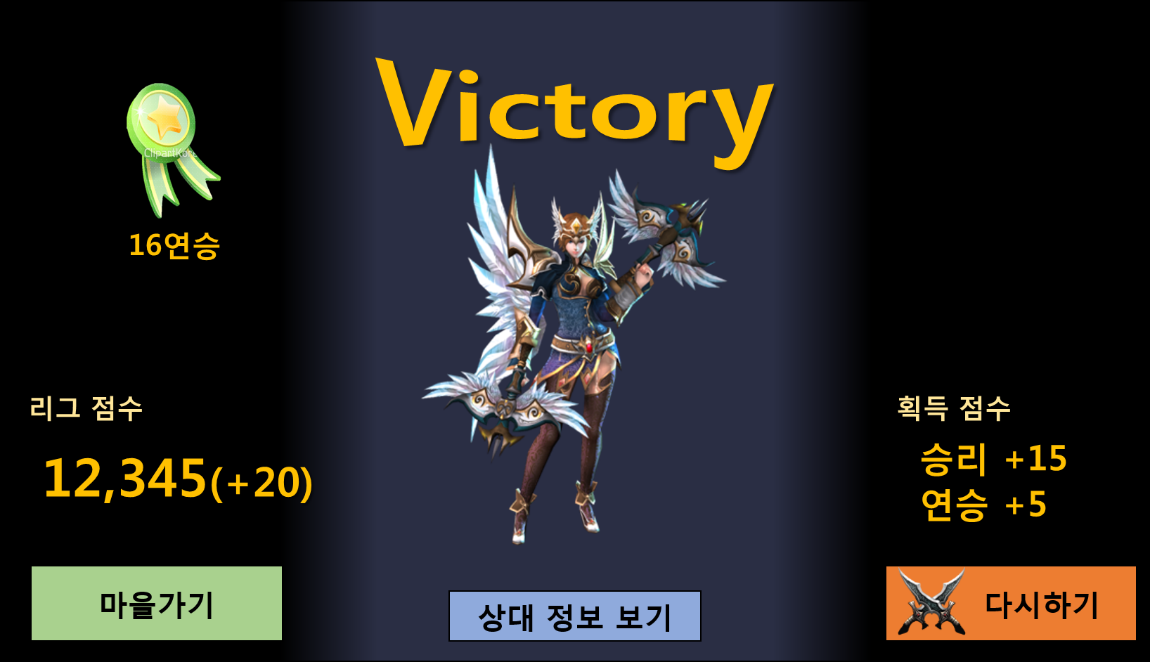 Victory
16연승
리그 점수
12,345(+20)
획득 점수
승리 +15
연승 +5
마을가기
상대 정보 보기
다시하기